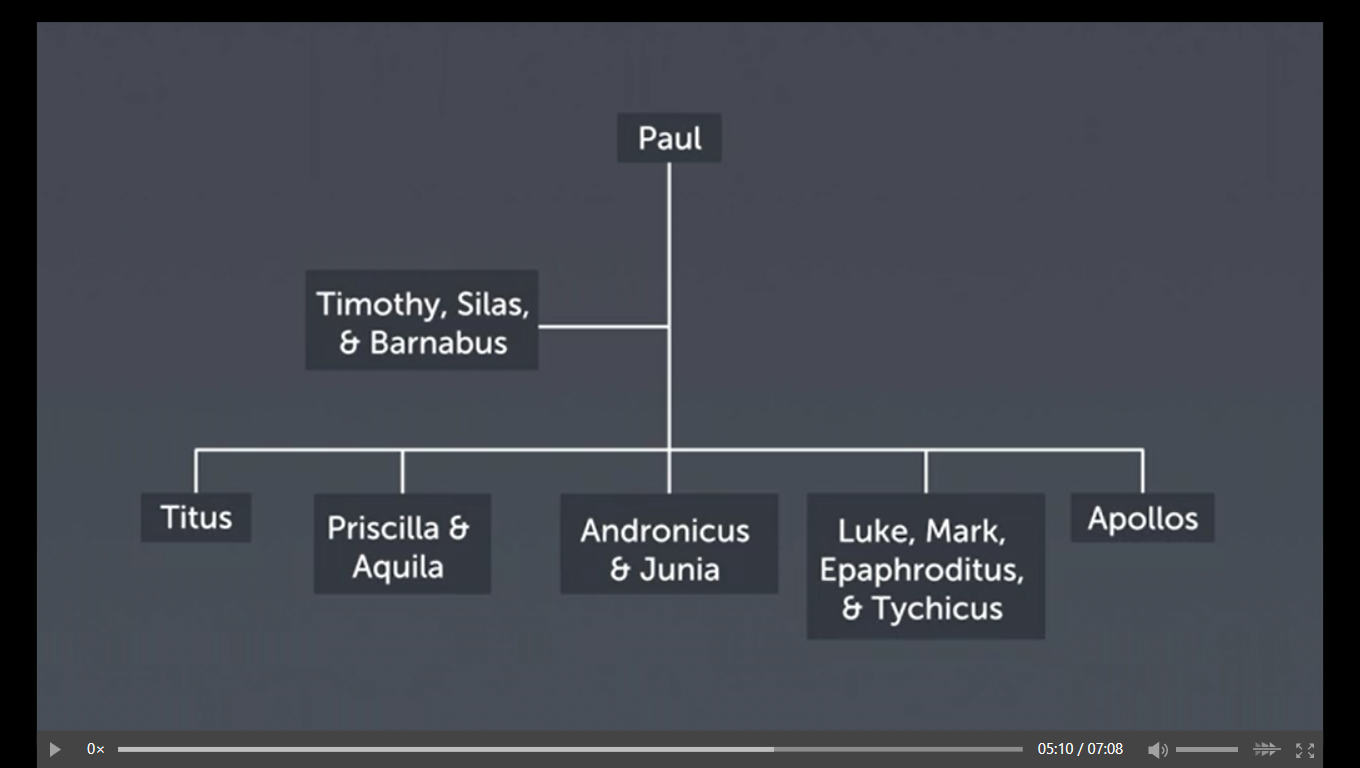 Paul
Timothy, Silas,
& Barnabus
Titus
Priscilla &
Aquila
Andronicus
& Junia
Luke, Mark,
Epaphroditus,
& Tychicus
Apollos
0×
05:10 / 07:08